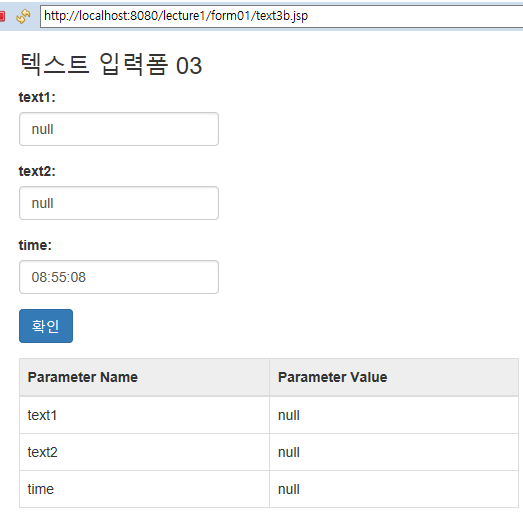 http://localhost:8080/lecture1/form01/text3b.jsp
텍스트 입력폼 03
text1:
null
text2:
null
time:
08:55:08
확인
Parameter Name Parameter Value
text1 null
text2 null
time null